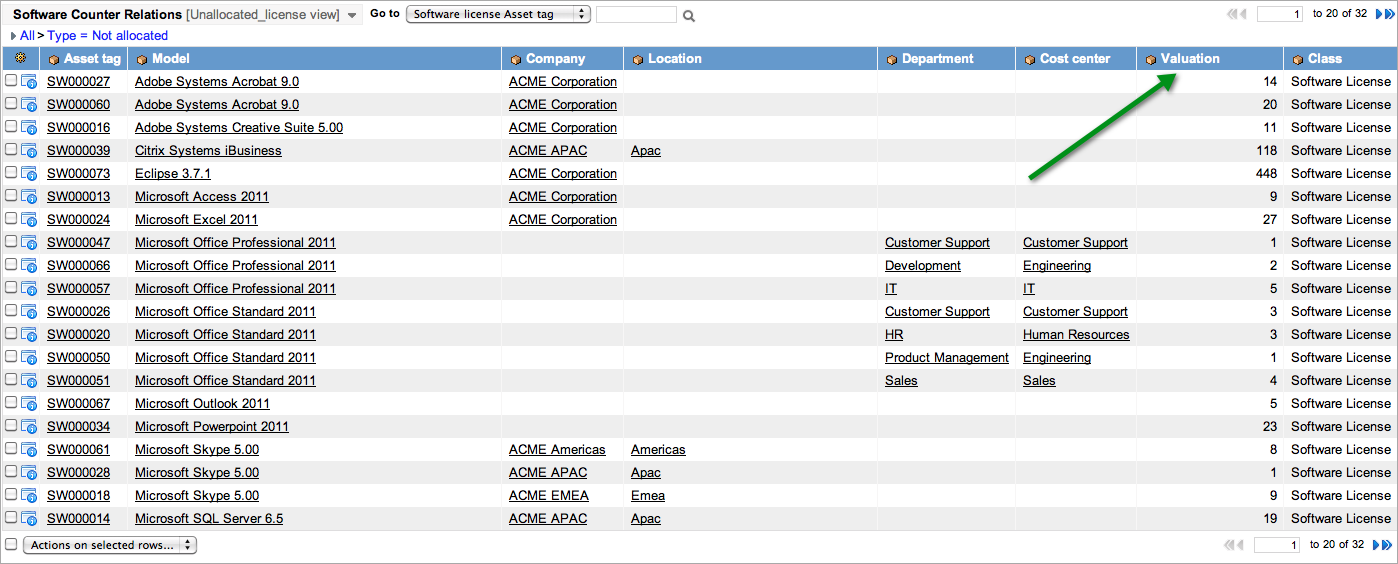 Software Counter Relations [Unallocated_license view] Go to Software license Asset tag 1 to 20 of 32
All > Type = Not allocated
Asset tag Model Company Location Department Cost center Valuation Class
SW000027 Adobe Systems Acrobat 9.0 ACME Corporation 14 Software License
SW000060 Adobe Systems Acrobat 9.0 ACME Corporation 20 Software License
SW000016 Adobe Systems Creative Suite 5.00 ACME Corporation 11 Software License
SW000039 Citrix Systems iBusiness ACME APAC Apac 118 Software License
SW000073 Eclipse 3.7.1 ACME Corporation 448 Software License
SW000013 Microsoft Access 2011 ACME Corporation 9 Software License
SW000024 Microsoft Excel 2011 ACME Corporation 27 Software License
SW000047 Microsoft Office Professional 2011 Customer Support Customer Support 1 Software License
SW000066 Microsoft Office Professional 2011 Development Engineering 2 Software License
SW000057 Microsoft Office Professional 2011 IT IT 5 Software License
SW000026 Microsoft Office Standard 2011 Customer Support Customer Support 3 Software License
SW000020 Microsoft Office Standard 2011 HR Human Resources 3 Software License
SW000050 Microsoft Office Standard 2011 Product Management Engineering 1 Software License
SW000051 Microsoft Office Standard 2011 Sales Sales 4 Software License
SW000067 Microsoft Outlook 2011 5 Software License
SW000034 Microsoft Powerpoint 2011 23 Software License
SW000061 Microsoft Skype 5.00 ACME Americas Americas 8 Software License
SW000028 Microsoft Skype 5.00 ACME APAC Apac 1 Software License
SW000018 Microsoft Skype 5.00 ACME EMEA Emea 9 Software License
SW000014 Microsoft SQL Server 6.5 ACME APAC Apac 19 Software License
Actions on selected rows... 1 to 20 of 32